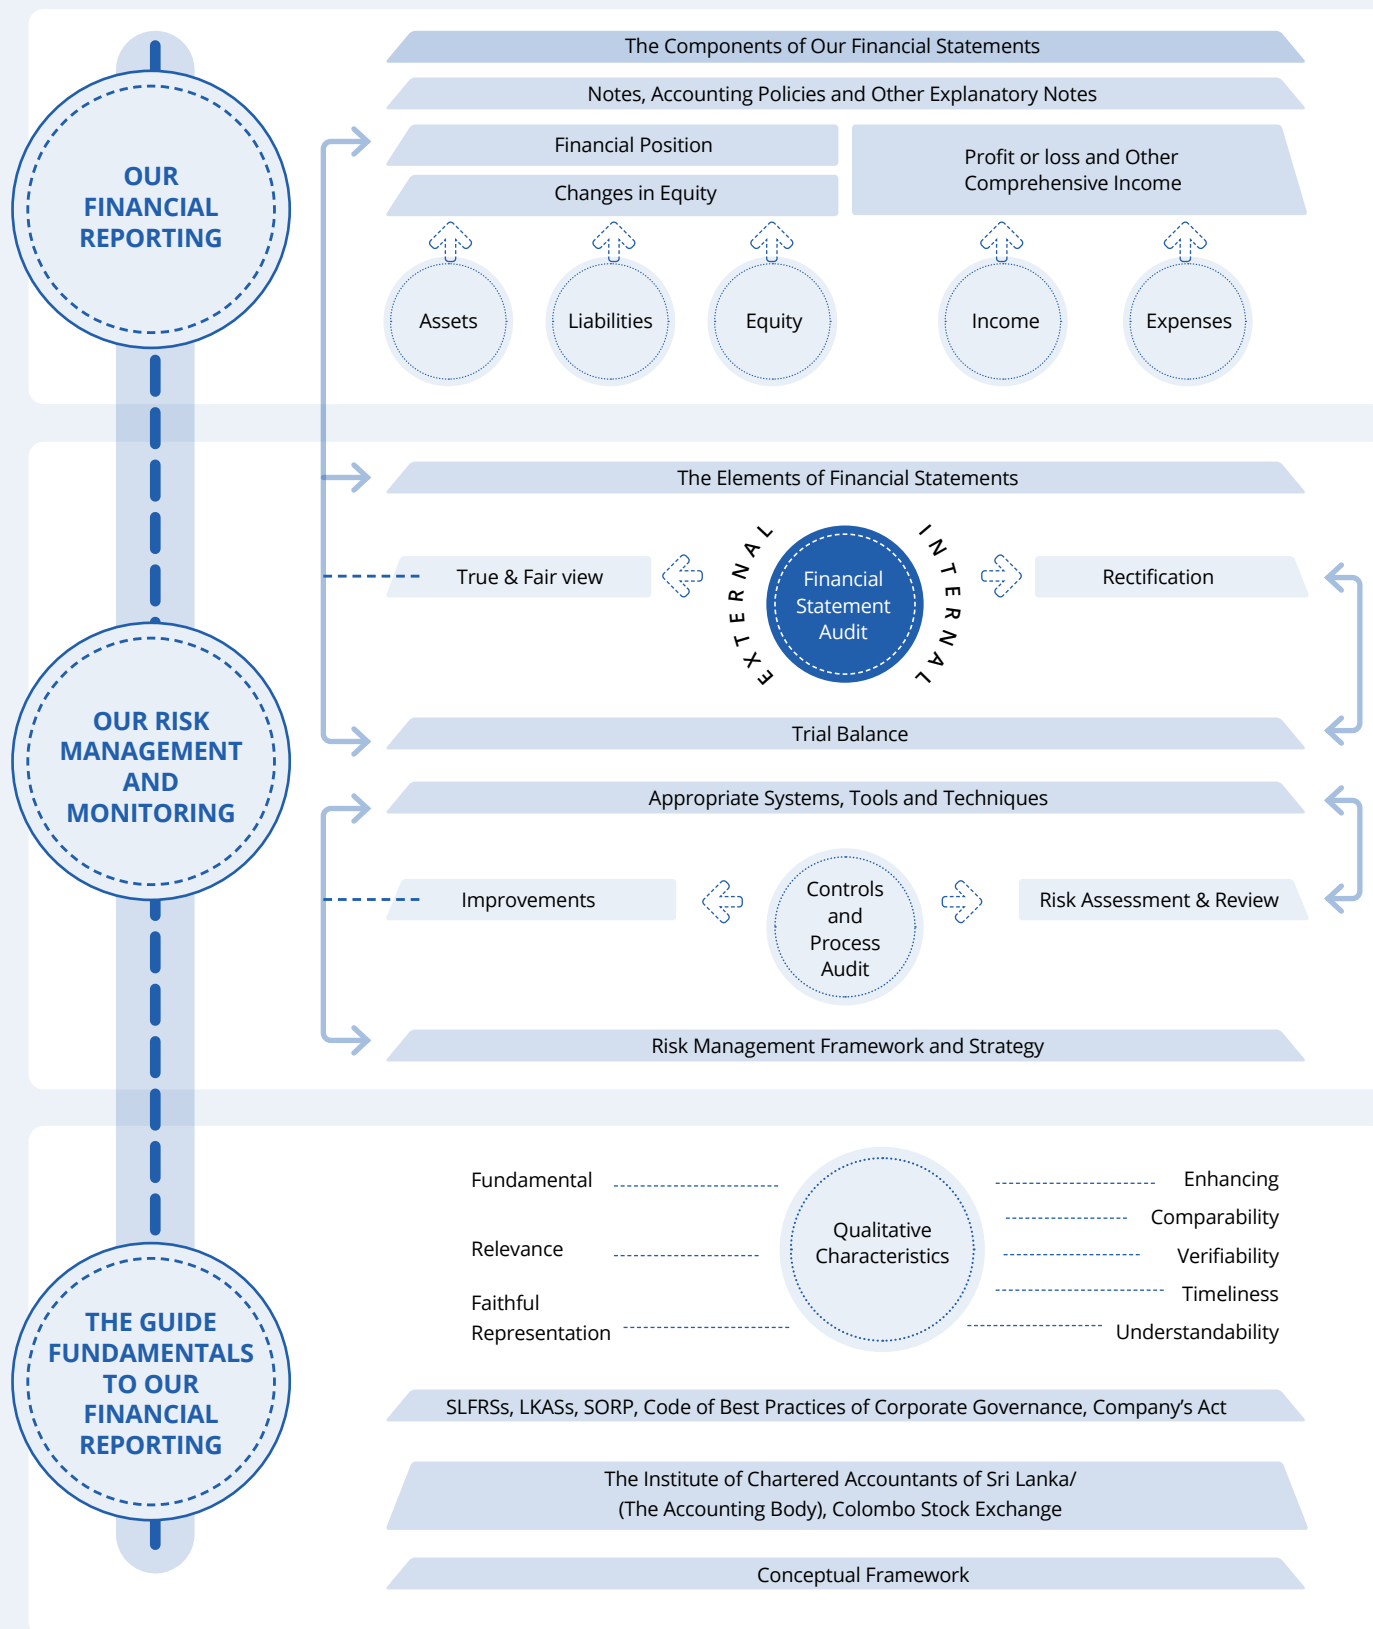 OUR
FINANCIAL
REPORTING
The Components of Our Financial Statements
Notes, Accounting Policies and Other Explanatory Notes
Financial Position
Changes in Equity
Profit or loss and Other
Comprehensive Income
Assets
Liabilities
Equity
Income
Expenses
OUR RISK
MANAGEMENT
AND
MONITORING
The Elements of Financial Statements
True & Fair view
EXTERNAL
Financial
Statement
Audit
INTERNAL
Rectification
Trial Balance
Appropriate Systems, Tools and Techniques
Improvements
Controls
and
Process
Audit
Risk Assessment & Review
Risk Management Framework and Strategy
THE GUIDE
FUNDAMENTALS
TO OUR
FINANCIAL
REPORTING
Fundamental
Relevance
Faithful
Representation
Qualitative
Characteristics
Enhancing
Comparability
Verifiability
Timeliness
Understandability
SLFRSs, LKASs, SORP, Code of Best Practices of Corporate Governance, Company’s Act
The Institute of Chartered Accountants of Sri Lanka/
(The Accounting Body), Colombo Stock Exchange
Conceptual Framework